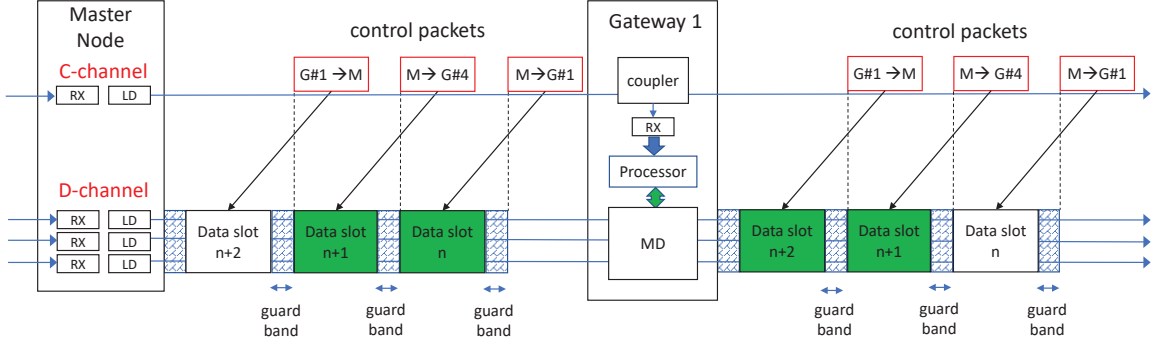 Master
Node
C-channel
RX
LD
D-channel
RX
LD
RX
LD
RX
LD
control packets
G#1 →M
M→ G#4
M→G#1
Data slot
n+2
Data slot
n+1
Data slot
n
guard
band
guard
band
guard
band
Gateway 1
coupler
RX
Processor
MD
control packets
G#1 →M
M→ G#4
M→G#1
Data slot
n+2
Data slot
n+1
Data slot
n
guard
band
guard
band
guard
band